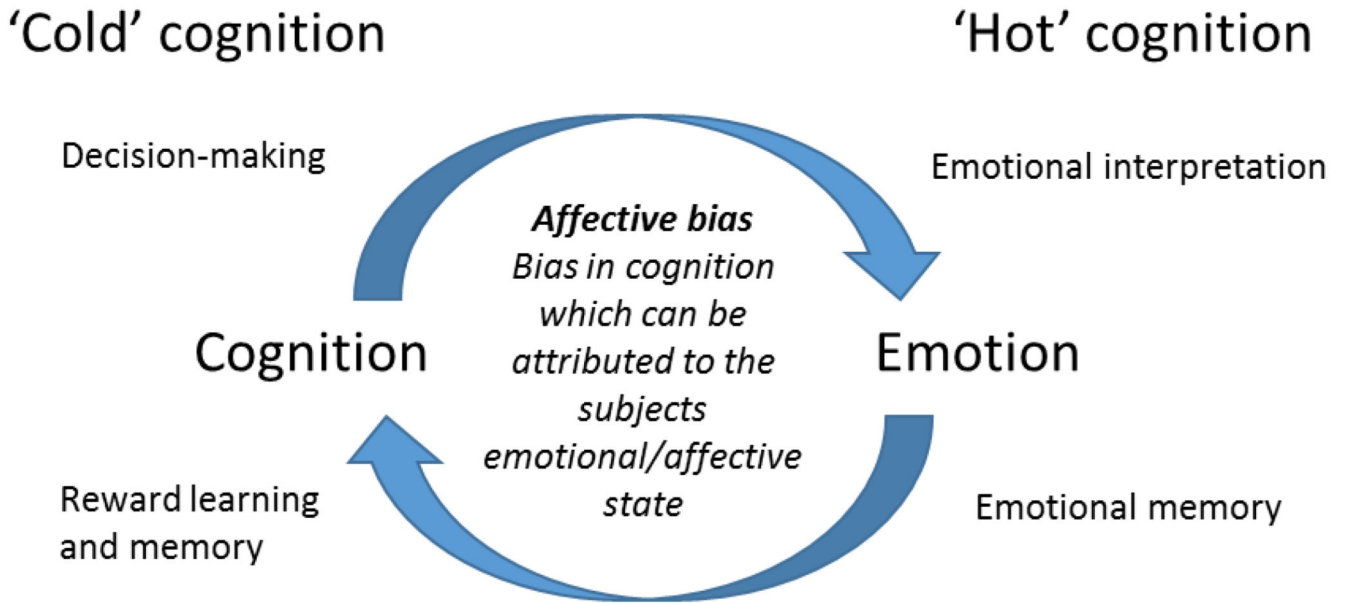 ‘Cold’ cognition
‘Hot’ cognition
Decision-making
Emotional interpretation
Affective bias
Bias in cognition
which can be
attributed to the
subjects
emotional/affective
state
Cognition
Emotion
Reward learning
and memory
Emotional memory